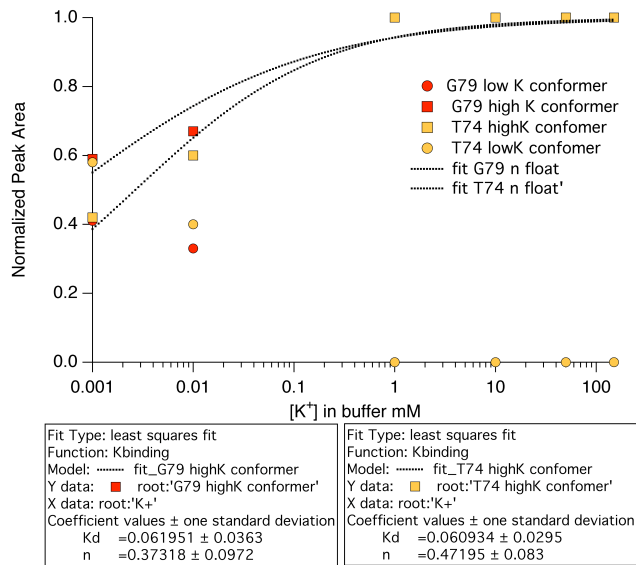 1.0
0.8
0.6
0.4
0.2
0.0
Normalized Peak Area
G79 low K conformer
G79 high K conformer
T74 highK confomer
T74 lowK confomer
fit G79 n float
fit T74 n float'
0.001
0.01
0.1
1
10
100
[K+] in buffer mM
Fit Type: least squares fit
Function: Kbinding
Model: fit_G79 highK conformer
Y data: root:'G79 highK conformer'
X data: root:'K+'
Coefficient values ± one standard deviation
Kd =0.061951 ± 0.0363
n =0.37318 ± 0.0972
Fit Type: least squares fit
Function: Kbinding
Model: fit_T74 highK confomer
Y data: root:'T74 highK confomer'
X data: root:'K+'
Coefficient values ± one standard deviation
Kd =0.060934 ± 0.0295
n =0.47195 ± 0.083